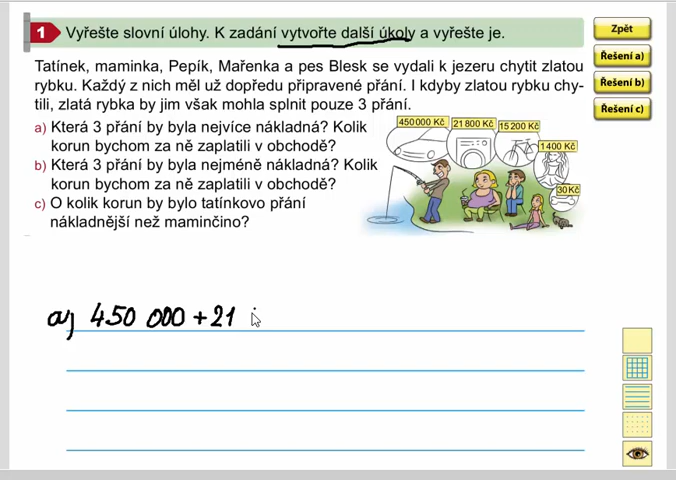 1 Vyřešte slovní úlohy. K zadání vytvořte další úkoly a vyřešte je.
Tatínek, maminka, Pepík, Mařenka a pes Blesk se vydali k jezeru chytit zlatou
rybku. Každý z nich měl už dopředu připravené přání. I kdyby zlatou rybku chy-
tili, zlatá rybka by jim však mohla splnit pouze 3 přání.
a) Která 3 přání by byla nejvíce nákladná? Kolik
korun bychom za ně zaplatili v obchodě?
b) Která 3 přání by byla nejméně nákladná? Kolik
korun bychom za ně zaplatili v obchodě?
c) O kolik korun by bylo tatínkovo přání
nákladnější než maminčino?
450 000 Kč
21 800 Kč
15 200 Kč
1 400 Kč
30 Kč
Zpět
Řešení a)
Řešení b)
Řešení c)
a) 450 000 + 21